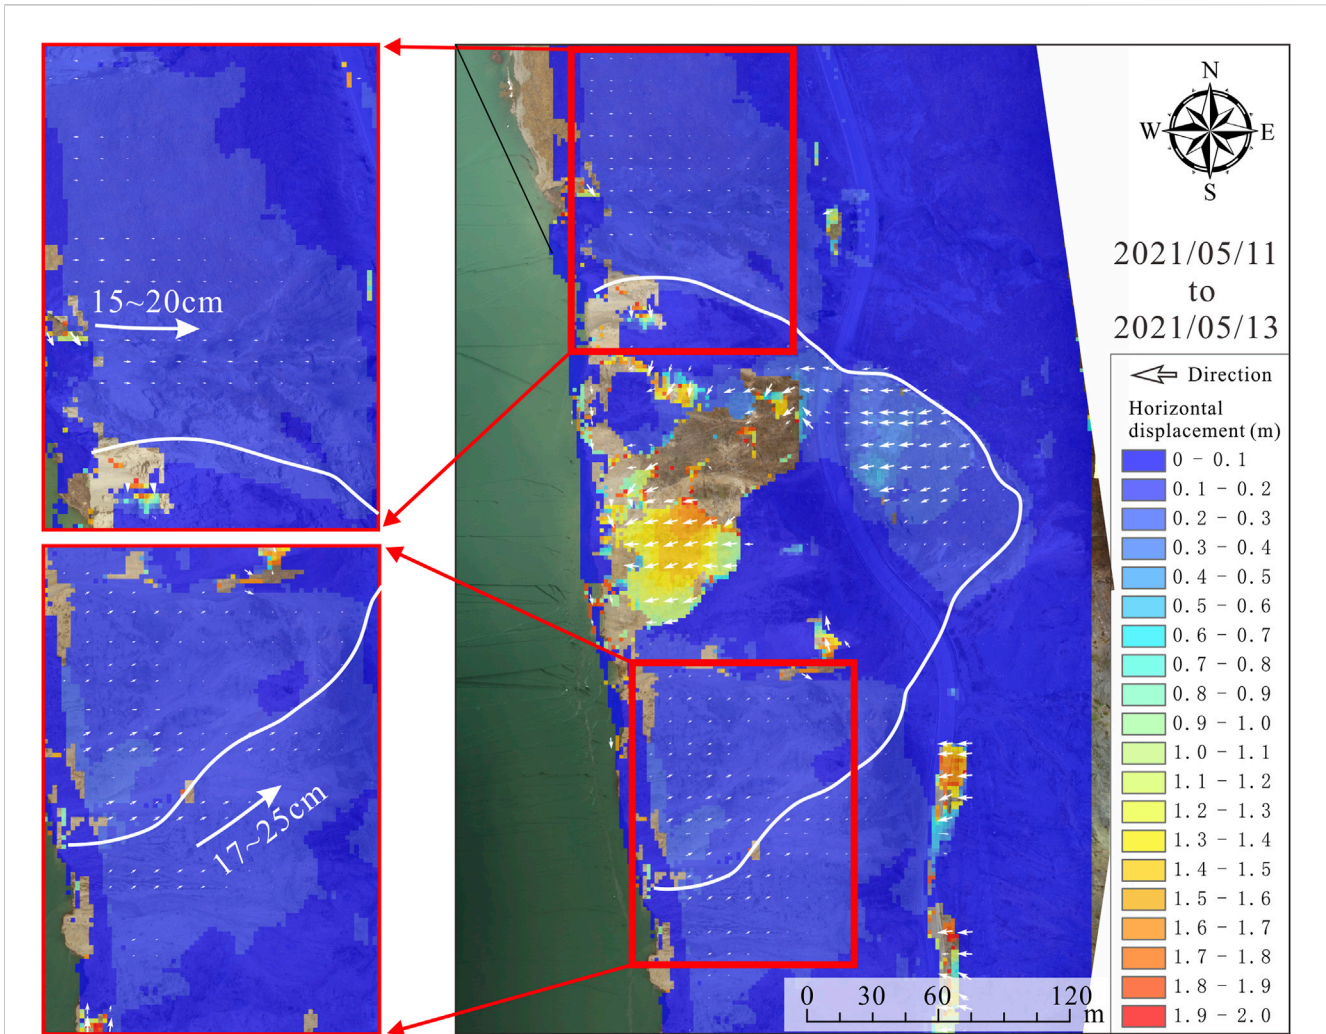 15~20cm
17~25cm
N
W E
S
2021/05/11
to
2021/05/13
Direction
Horizontal
displacement (m)
0 - 0.1
0.1 - 0.2
0.2 - 0.3
0.3 - 0.4
0.4 - 0.5
0.5 - 0.6
0.6 - 0.7
0.7 - 0.8
0.8 - 0.9
0.9 - 1.0
1.0 - 1.1
1.1 - 1.2
1.2 - 1.3
1.3 - 1.4
1.4 - 1.5
1.5 - 1.6
1.6 - 1.7
1.7 - 1.8
1.8 - 1.9
1.9 - 2.0
0 30 60 120
m